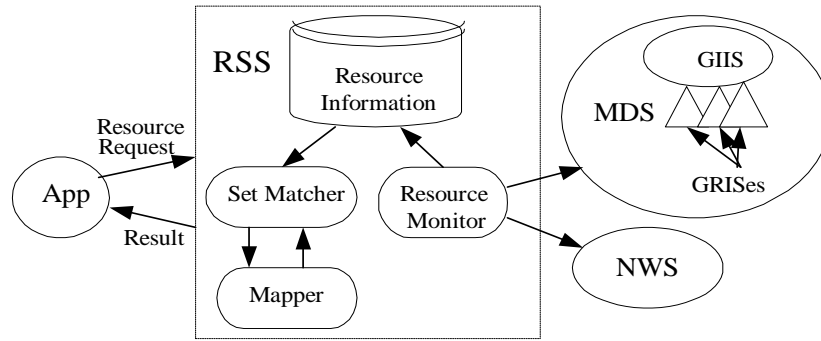 RSS
Resource
Information
GIIS
MDS
GRISes
Resource
Request
App
Result
Set Matcher
Resource
Monitor
Mapper
NWS